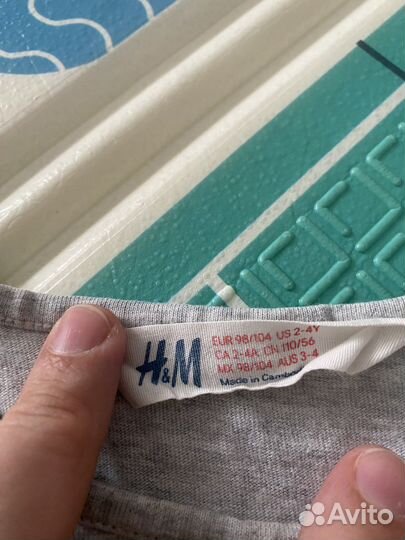 H&M
EUR 98/104 US 2-4Y
CA 2-4A CN 110/56
MX 98/104 AUS 3-4
Made in
Avito